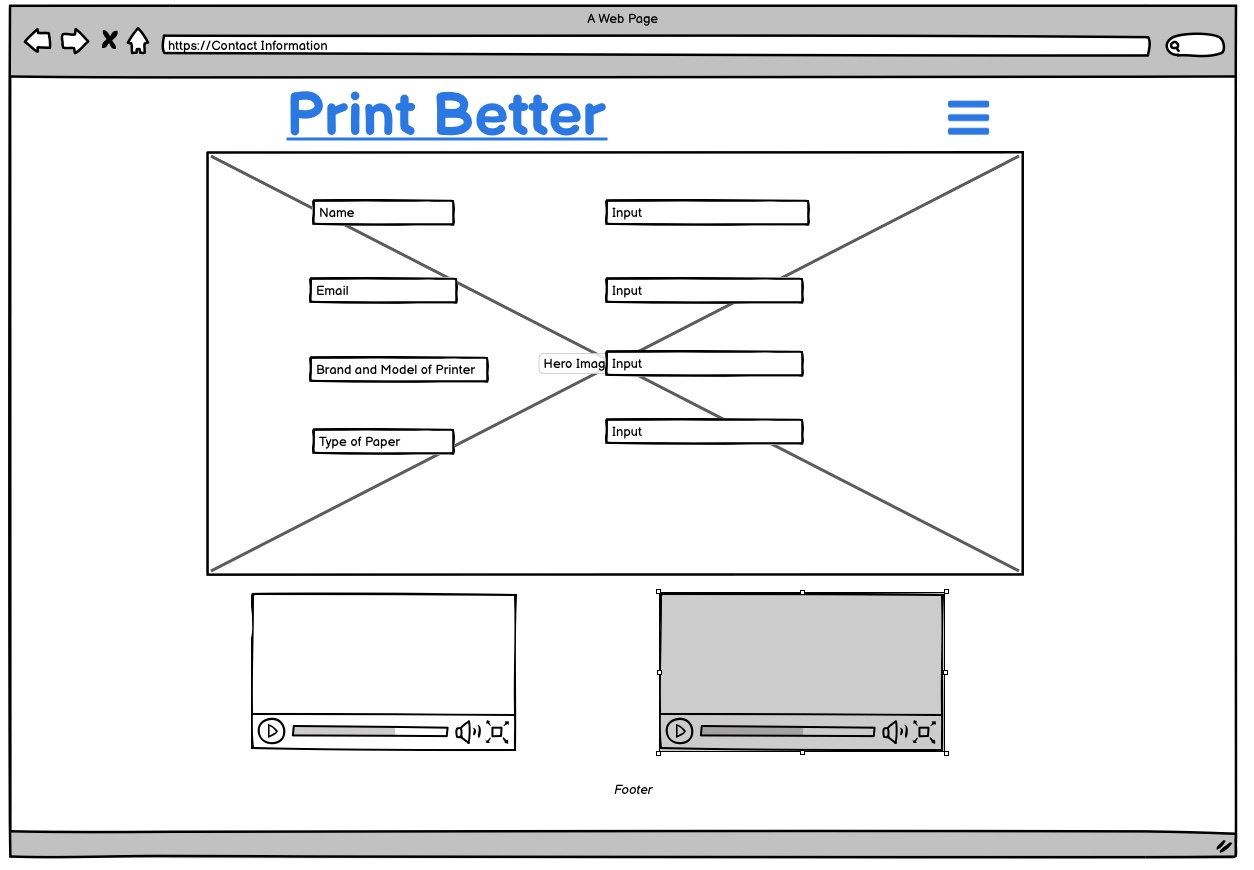 A Web Page
https://Contact Information
Print Better
Name
Input
Email
Input
Hero Imag
Input
Brand and Model of Printer
Input
Type of Paper
Footer